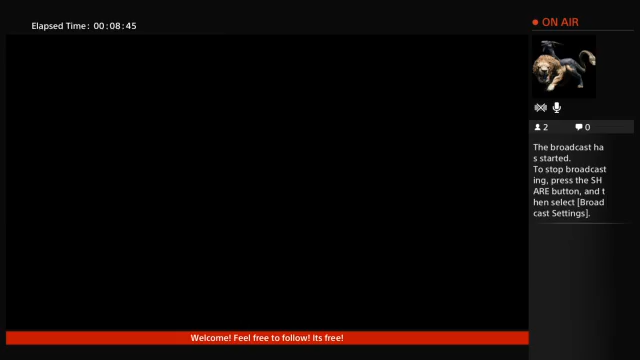 Elapsed Time: 00:08:45
ON AIR
2 0
The broadcast ha
s started.
To stop broadcast
ing, press the SH
ARE button, and t
hen select [Broad
cast Settings].
Welcome! Feel free to follow! Its free!